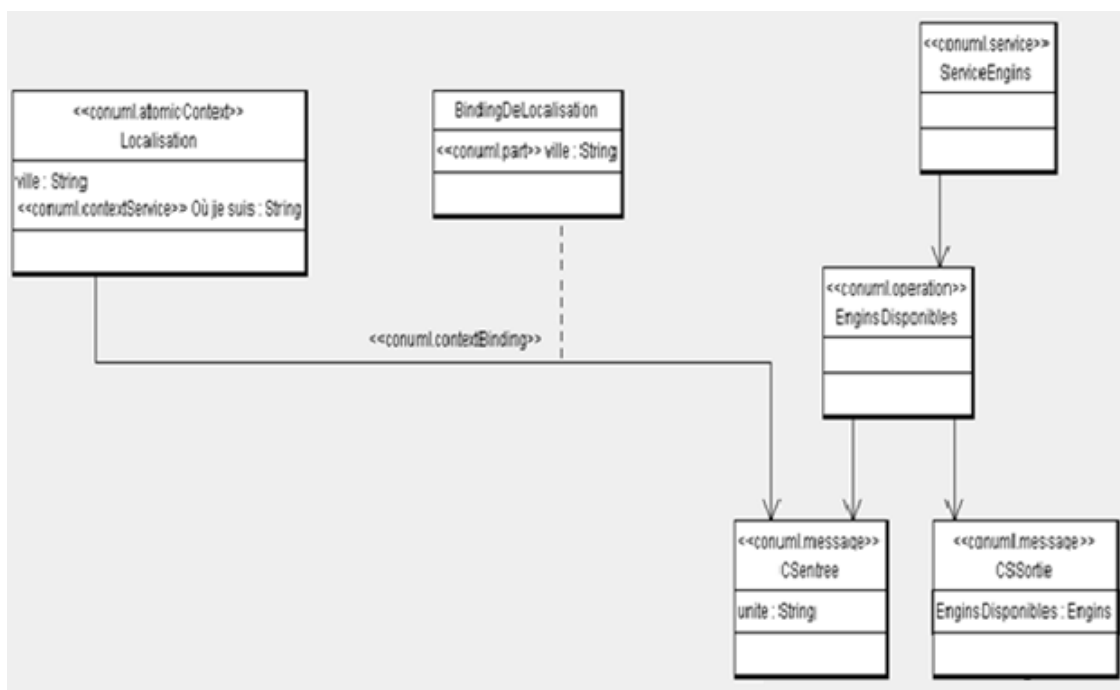 <<conuml.service>>
ServiceEngins
<<conuml.atomicContext>>
Localisation
ville : String
<<conuml.contextService>> Où je suis : String
BindingDeLocalisation
<<conuml.part>> ville : String
<<conuml.operation>>
EnginsDisponibles
<<conuml.contextBinding>>
<<conuml.message>>
CSentree
unite : String
<<conuml.message>>
CSSortie
EnginsDisponibles : Engins